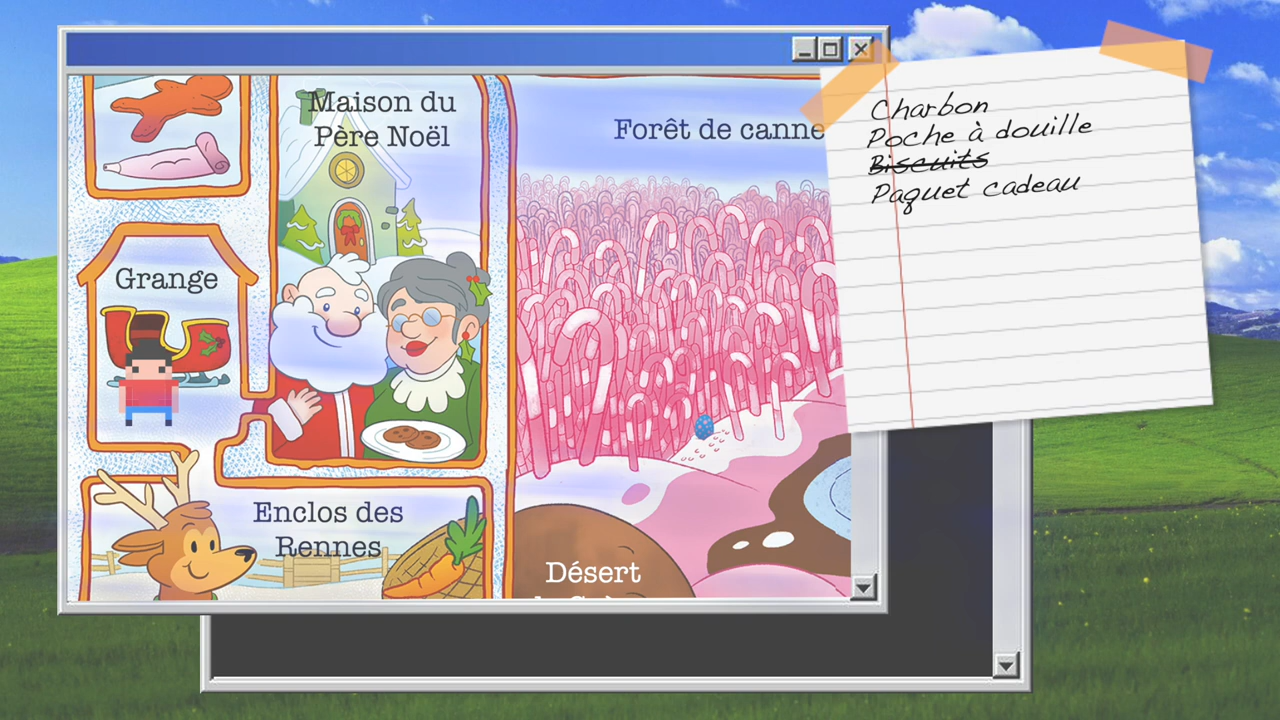 Maison du
Père Noël
Forêt de canne
Grange
Enclos des
Rennes
Désert
Charbon
Poche à douille
Biscuits
Paquet cadeau